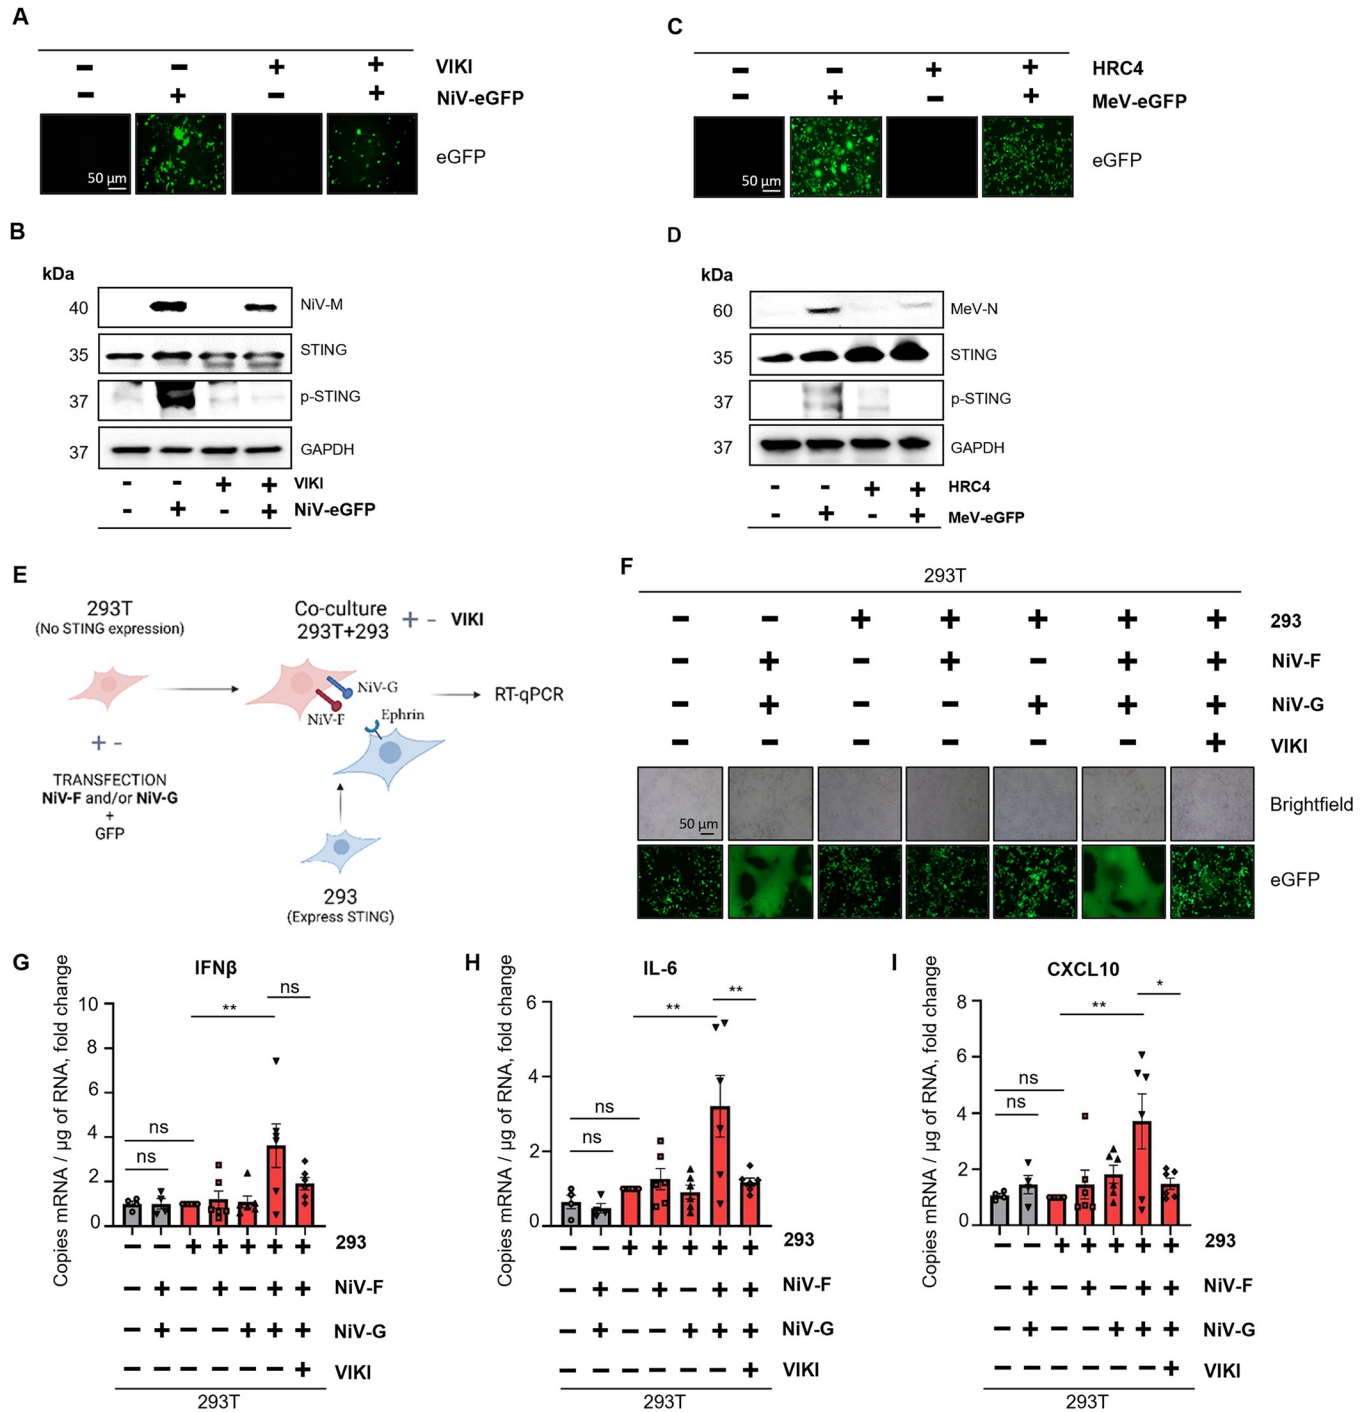 A
− − + + VIKI
− + − + NiV-eGFP
50 µm
eGFP
C
− − + + HRC4
− + − + MeV-eGFP
50 µm
eGFP
B
kDa
40 NiV-M
35 STING
37 p-STING
37 GAPDH
- - + + VIKI
- + - + NiV-eGFP
D
kDa
60 MeV-N
35 STING
37 p-STING
37 GAPDH
- - + + HRC4
- + - + MeV-eGFP
E
293T
(No STING expression)
Co-culture
293T+293
+ - VIKI
NiV-G
NiV-F
Ephrin
RT-qPCR
+ -
TRANSFECTION
NiV-F and/or NiV-G
+
GFP
293
(Express STING)
F
293T
− − + + + + + 293
− + − + − + + NiV-F
− + − − + + + NiV-G
− − − − − − + VIKI
50 µm
Brightfield
eGFP
G
IFNβ
Copies mRNA / µg of RNA, fold change
10
8
6
4
2
0
ns
ns
**
ns
− − + + + + + 293
− + − + − + + NiV-F
− + − − + + + NiV-G
− − − − − − + VIKI
293T
H
IL-6
Copies mRNA / µg of RNA, fold change
6
4
2
0
ns
ns
**
**
− − + + + + + 293
− + − + − + + NiV-F
− + − − + + + NiV-G
− − − − − − + VIKI
293T
I
CXCL10
Copies mRNA / µg of RNA, fold change
8
6
4
2
0
ns
ns
**
*
− − + + + + + 293
− + − + − + + NiV-F
− + − − + + + NiV-G
− − − − − − + VIKI
293T